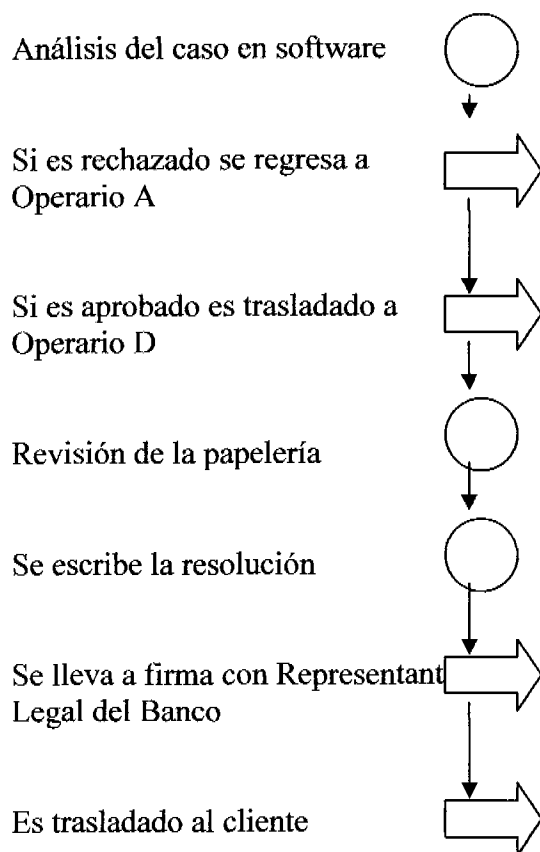 Análisis del caso en software
Si es rechazado se regresa a
Operario A
Si es aprobado es trasladado a
Operario D
Revisión de la papelería
Se escribe la resolución
Se lleva a firma con Representant
Legal del Banco
Es trasladado al cliente